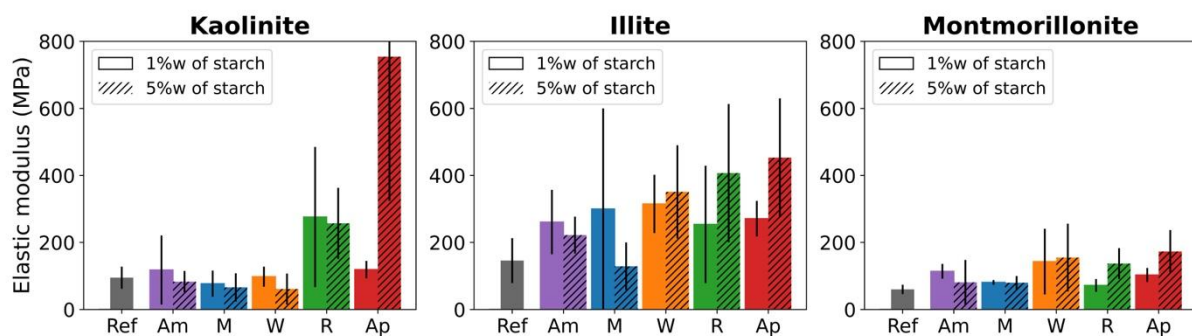 Kaolinite
Illite
Montmorillonite
Elastic modulus (MPa)
800
600
400
200
0
1%w of starch
5%w of starch
Ref Am M W R Ap
800
600
400
200
0
1%w of starch
5%w of starch
Ref Am M W R Ap
800
600
400
200
0
1%w of starch
5%w of starch
Ref Am M W R Ap